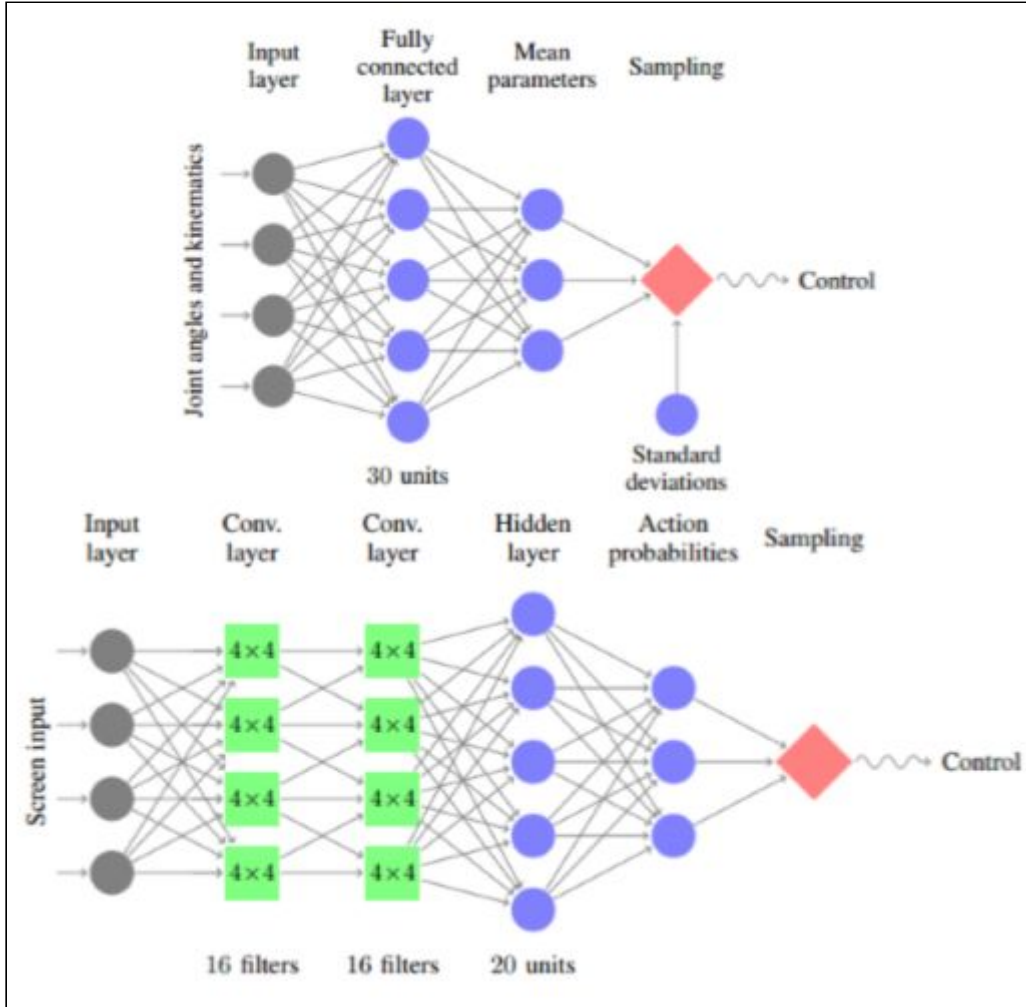 Input
layer
Fully
connected
layer
Mean
parameters
Sampling
Joint angles and kinematics
Control
Standard
deviations
30 units
Input
layer
Conv.
layer
Conv.
layer
Hidden
layer
Action
probabilities
Sampling
Screen input
4×4
4×4
4×4
4×4
4×4
4×4
4×4
4×4
Control
16 filters
16 filters
20 units